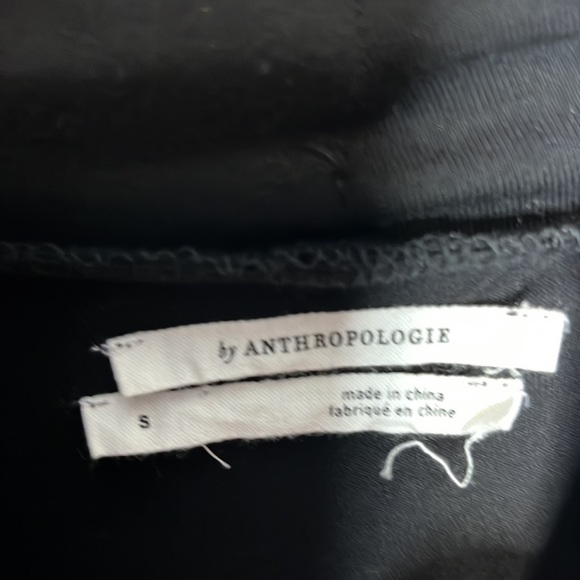 by ANTHROPOLOGIE
S
made in china
fabriqué en chine